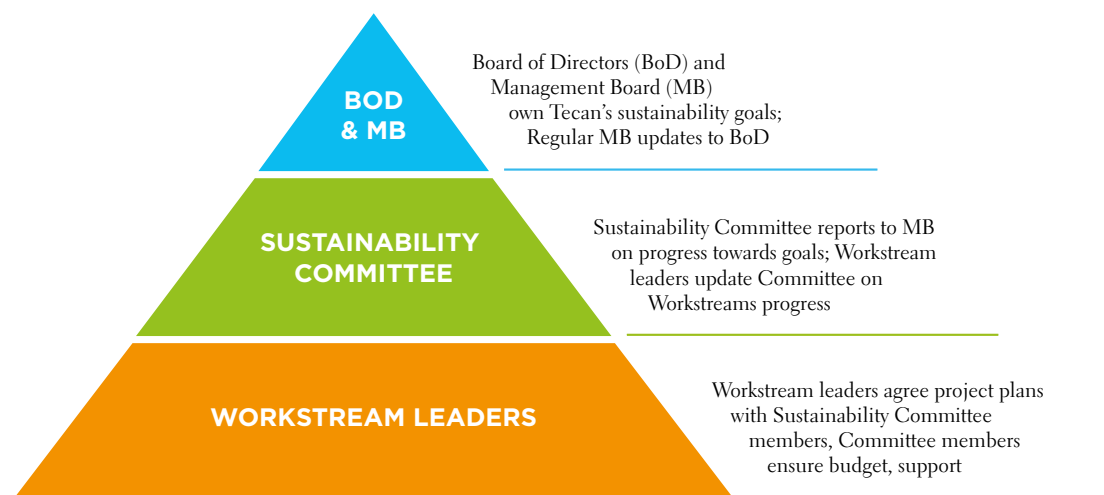 BOD
& MB
Board of Directors (BoD) and
Management Board (MB)
own Tecan's sustainability goals;
Regular MB updates to BoD
SUSTAINABILITY
COMMITTEE
Sustainability Committee reports to MB
on progress towards goals; Workstream
leaders update Committee on
Workstreams progress
WORKSTREAM LEADERS
Workstream leaders agree project plans
with Sustainability Committee
members, Committee members
ensure budget, support